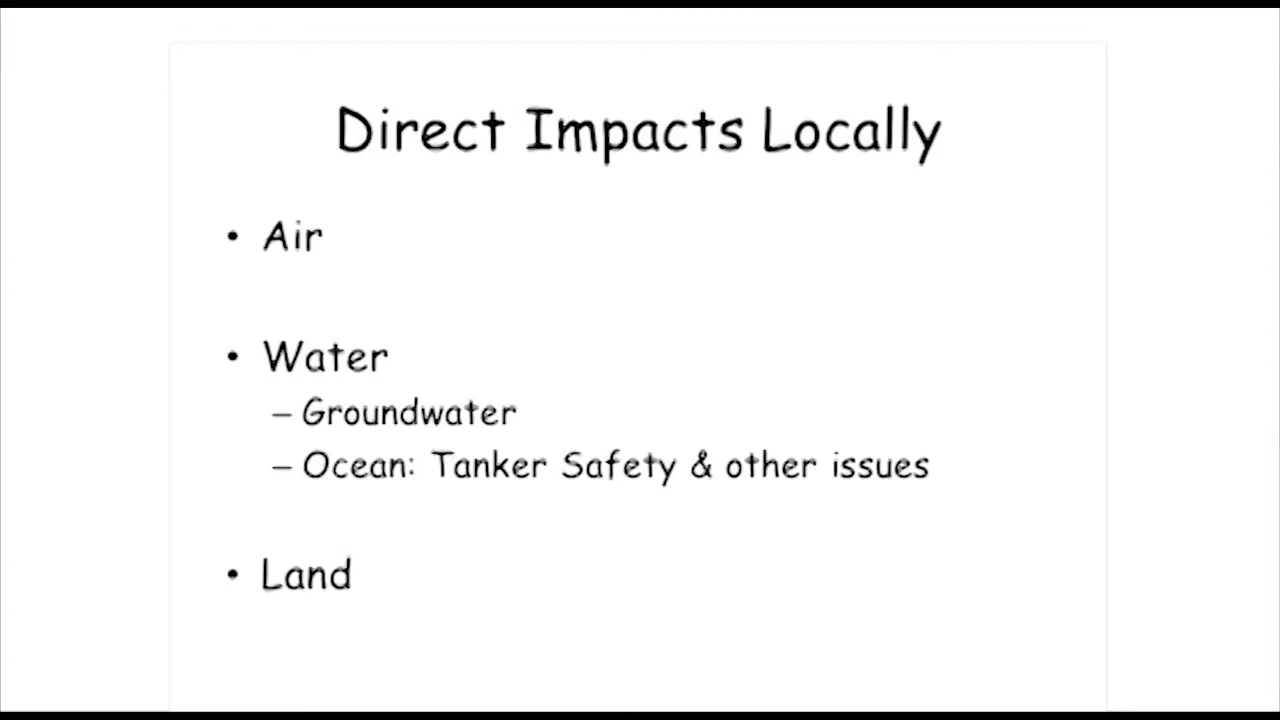 Direct Impacts Locally
• Air
• Water
– Groundwater
– Ocean: Tanker Safety & other issues
• Land